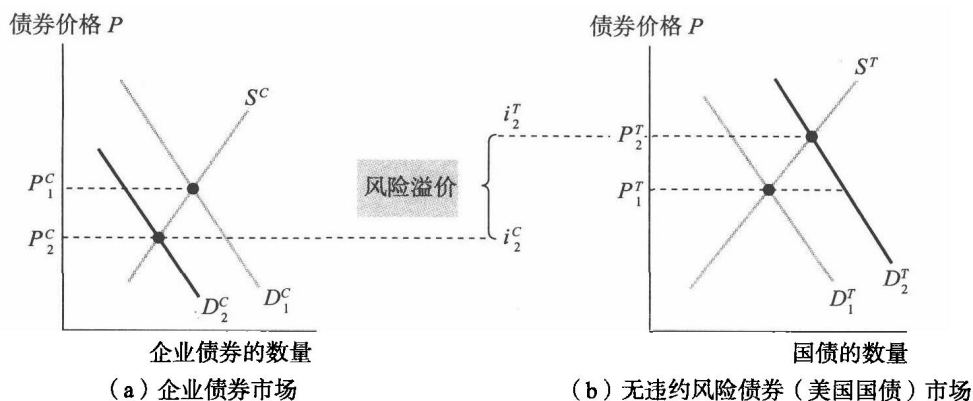 债券价格 P
S^C
P_1^C
P_2^C
D_2^C
D_1^C
企业债券的数量
（a）企业债券市场
风险溢价
i_2^T
i_2^C
债券价格 P
S^T
P_2^T
P_1^T
D_1^T
D_2^T
国债的数量
（b）无违约风险债券（美国国债）市场